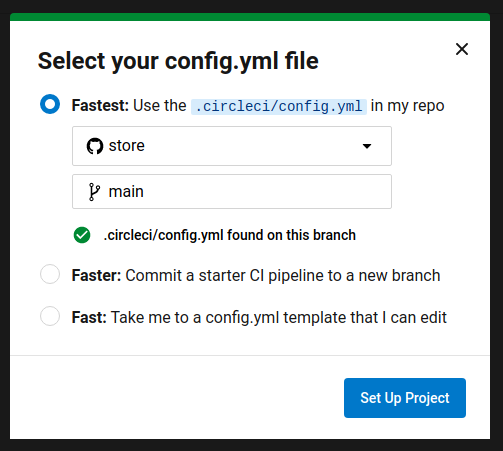 Select your config.yml file
Fastest: Use the .circleci/config.yml in my repo
store
main
.circleci/config.yml found on this branch
Faster: Commit a starter CI pipeline to a new branch
Fast: Take me to a config.yml template that I can edit
Set Up Project